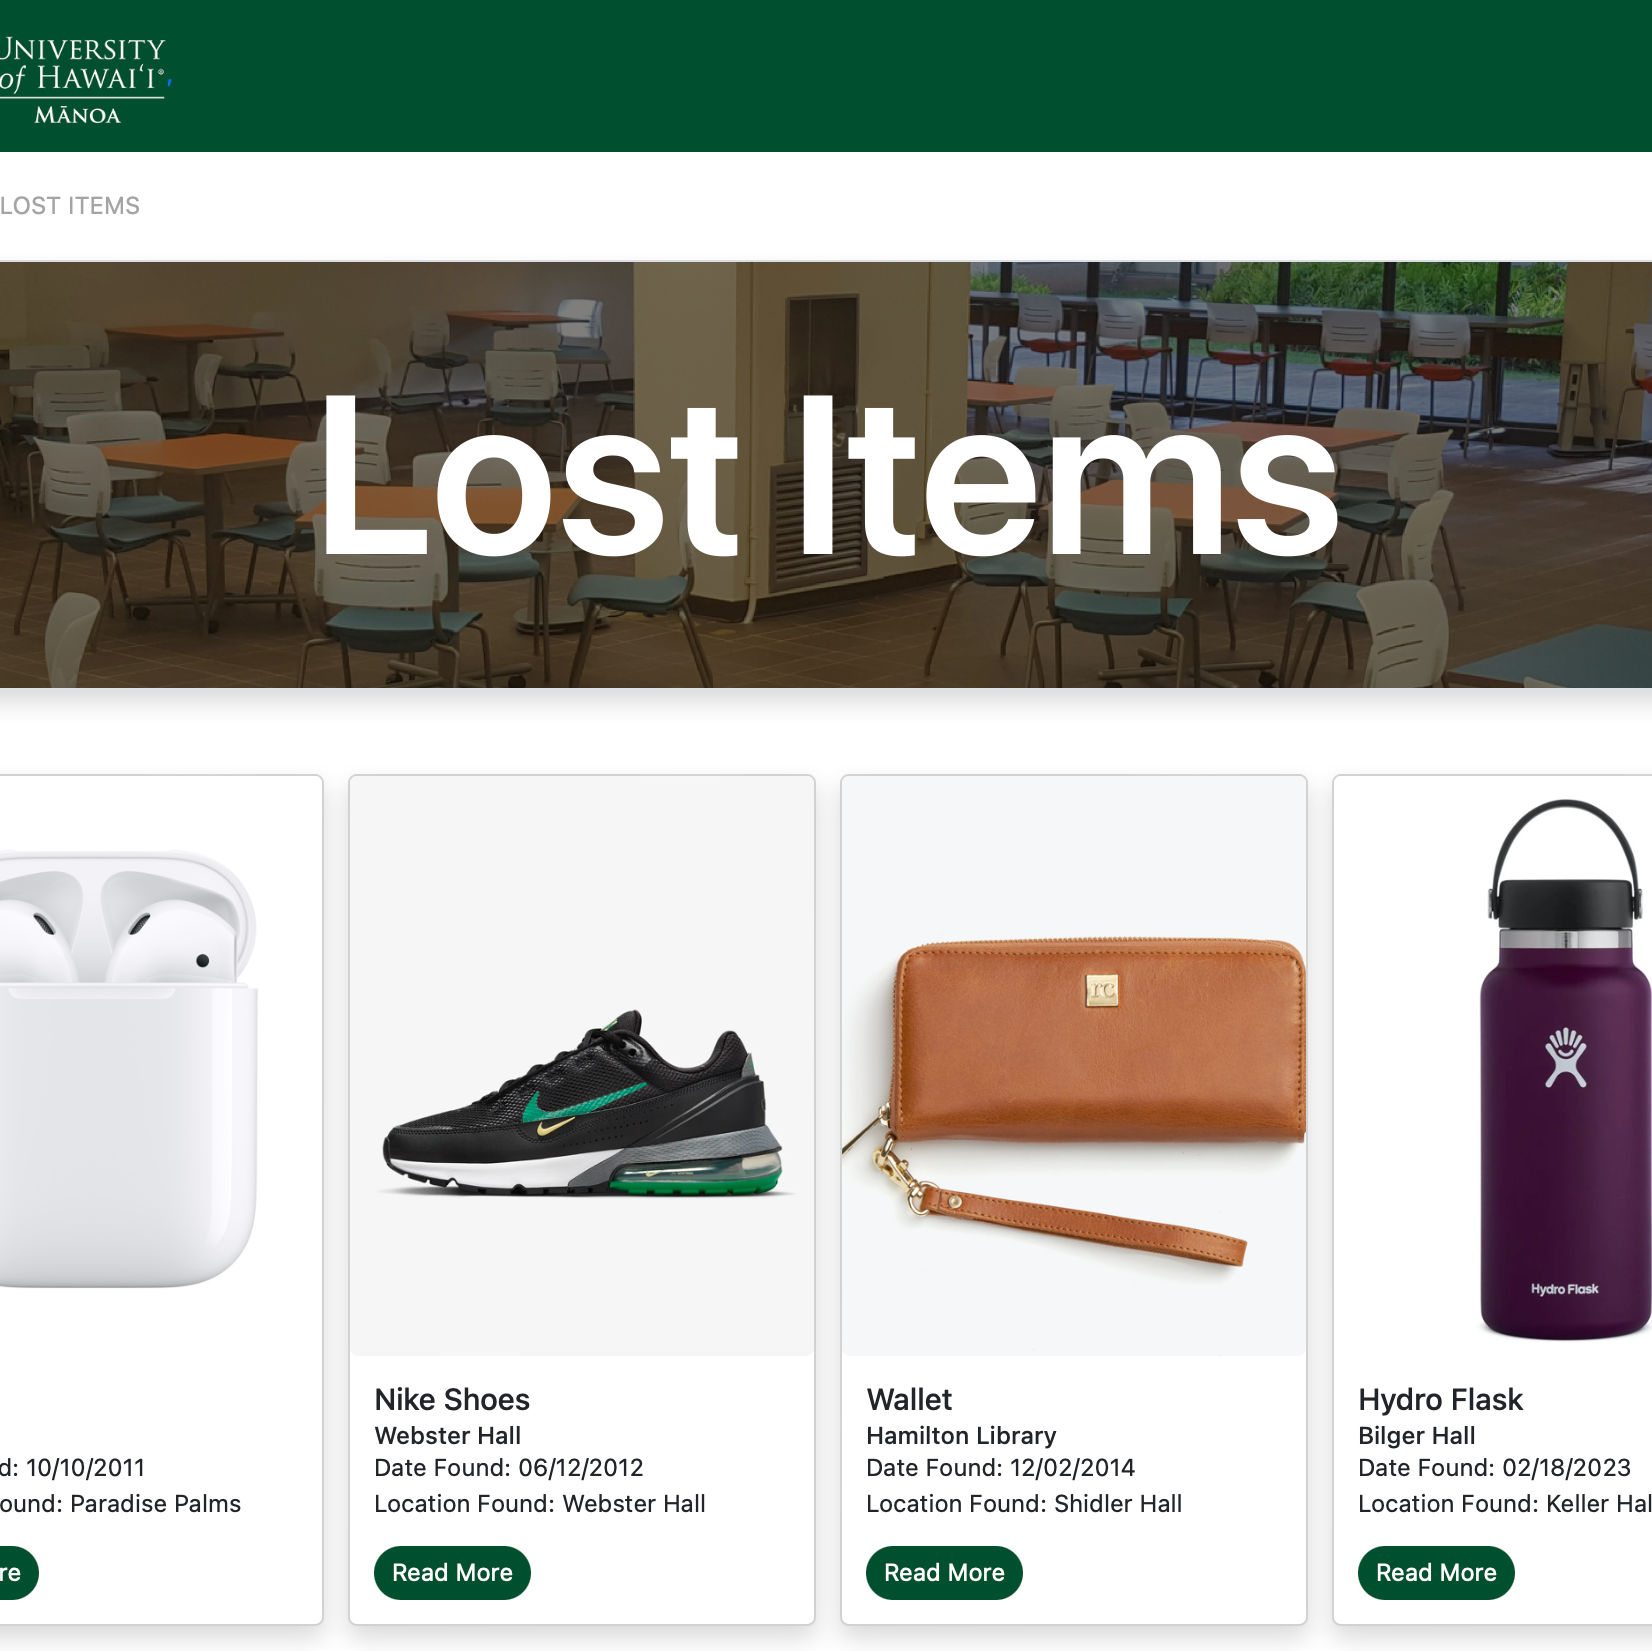 UNIVERSITY
of HAWAIʻI®
MĀNOA
LOST ITEMS
Lost Items
rc
Hydro Flask
Nike Shoes
Webster Hall
Date Found: 06/12/2012
Location Found: Webster Hall
Read More
Wallet
Hamilton Library
Date Found: 12/02/2014
Location Found: Shidler Hall
Read More
Hydro Flask
Bilger Hall
Date Found: 02/18/2023
Location Found: Keller Hal
Read More
d: 10/10/2011
ound: Paradise Palms
re